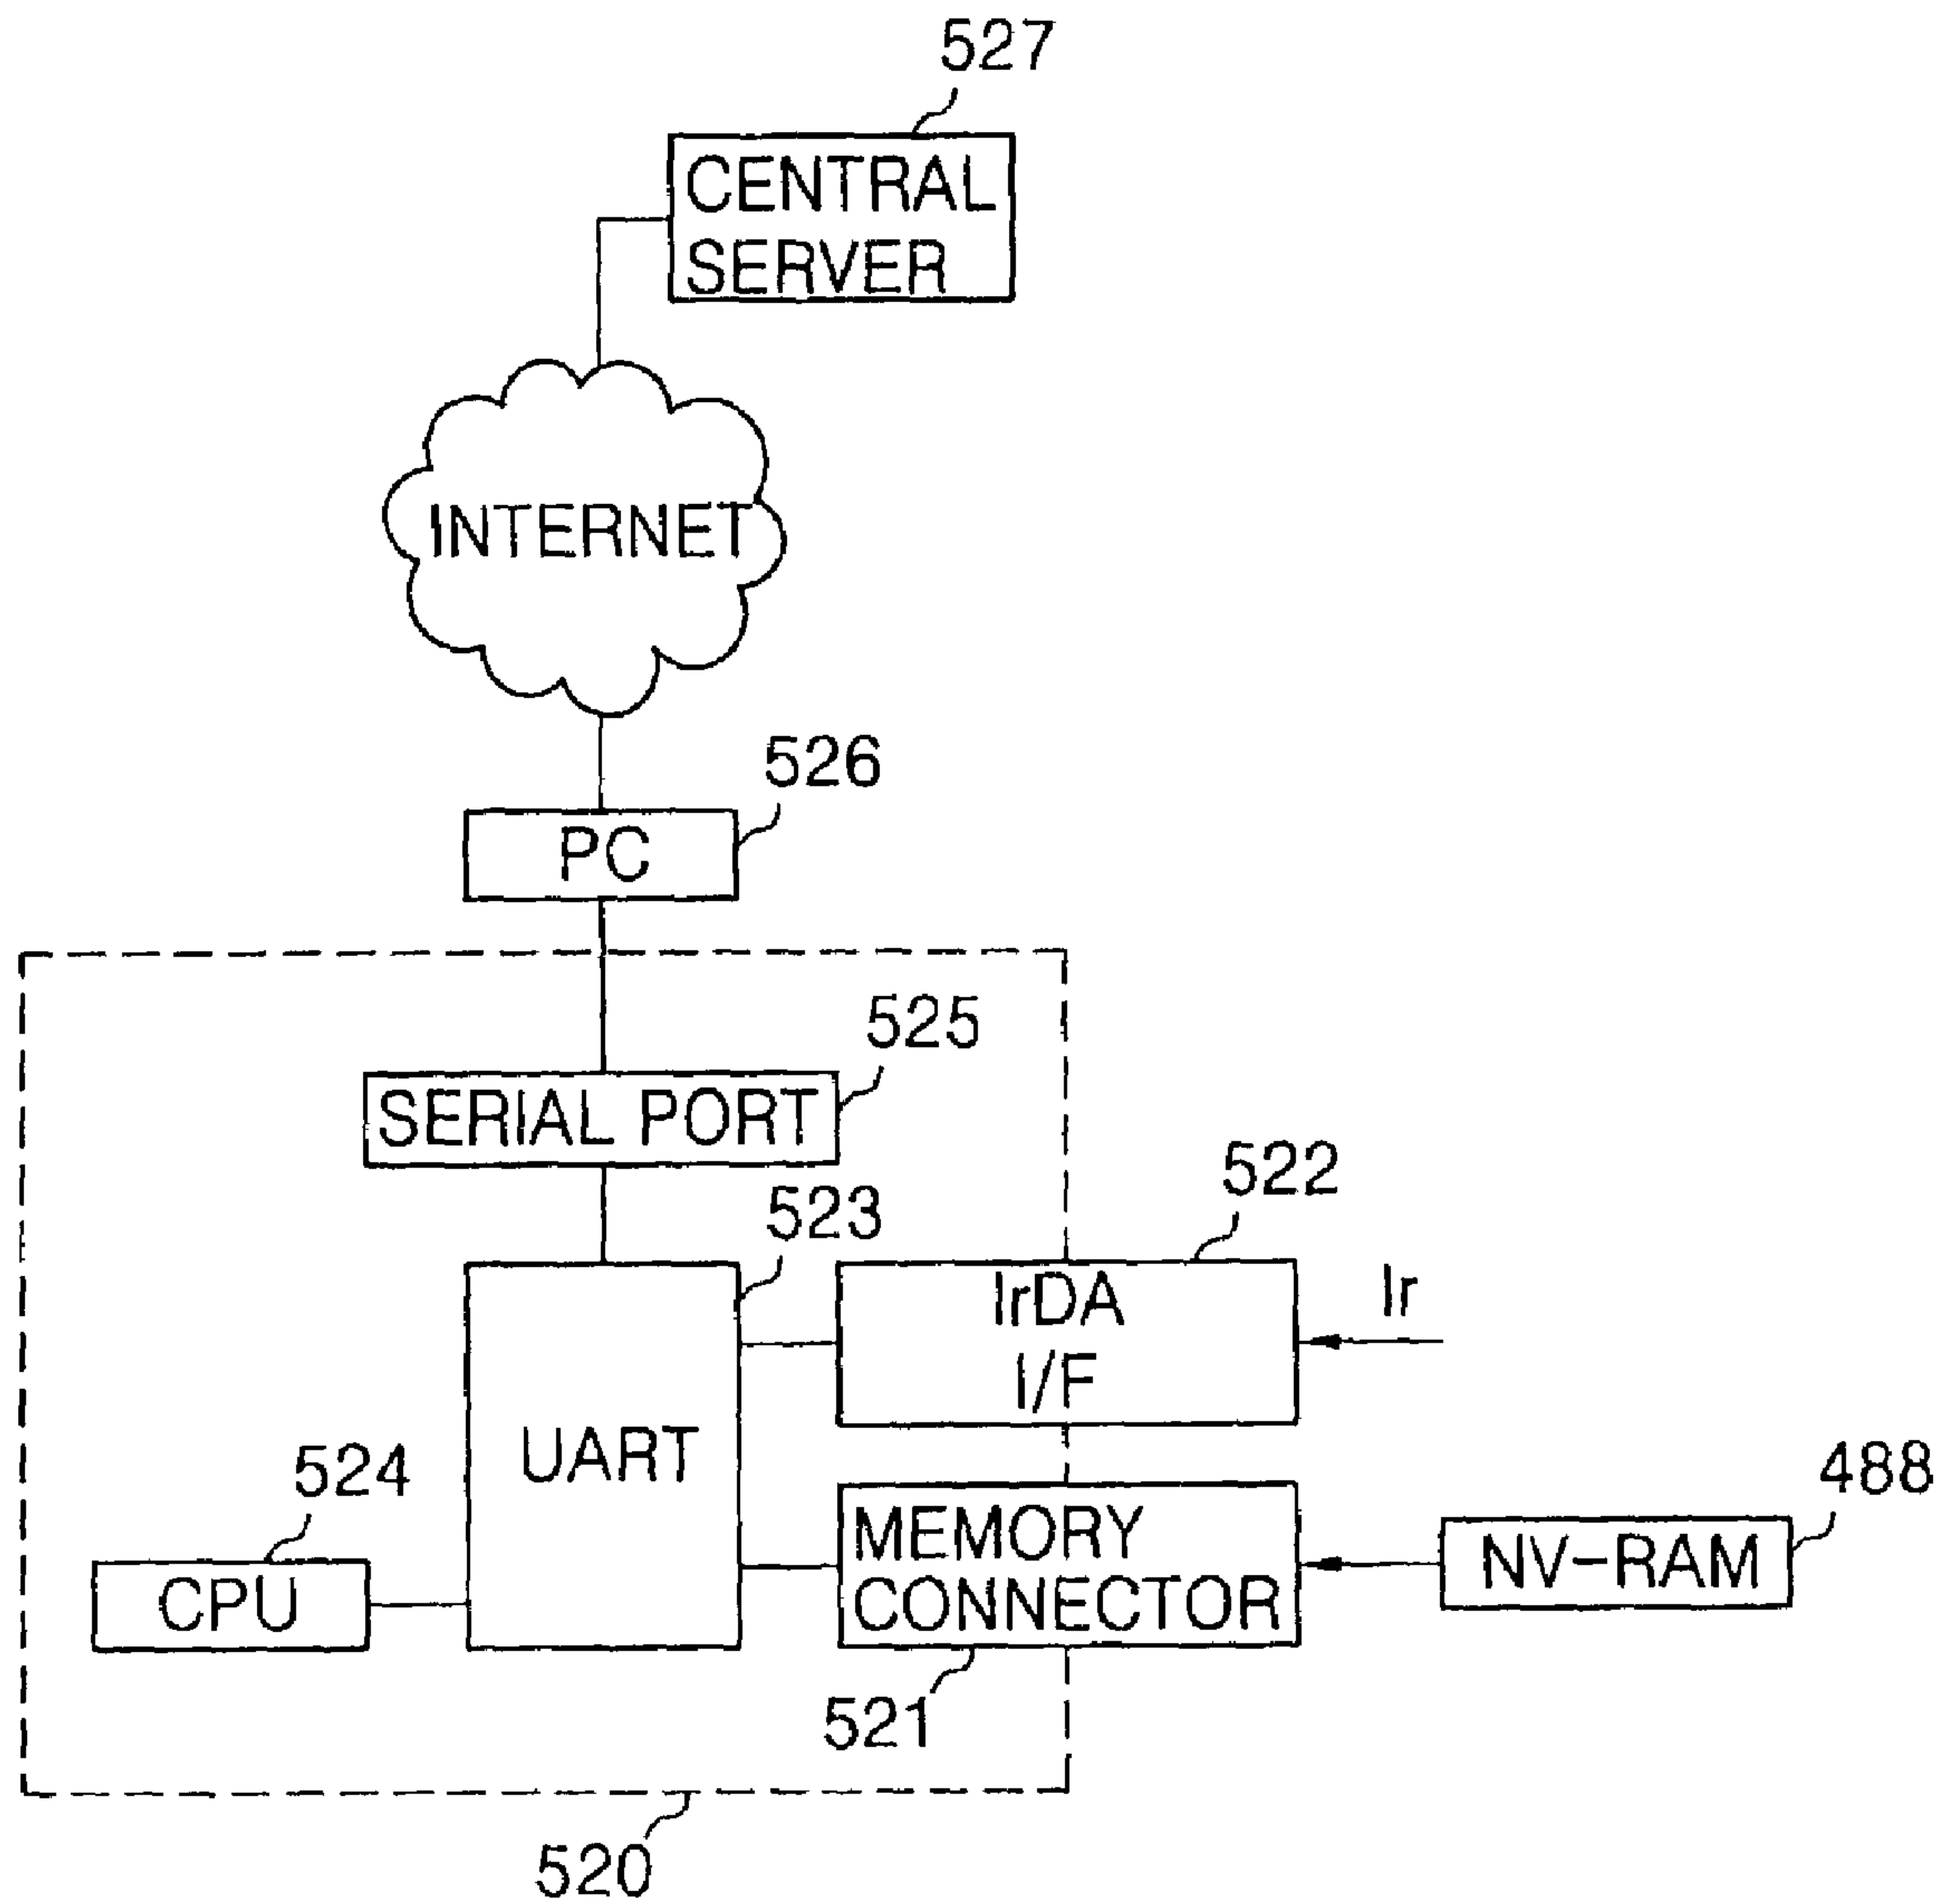 527
CENTRAL
SERVER
INTERNET
526
PC
525
SERIAL PORT
522
523
IrDA
I/F
Ir
UART
524
CPU
MEMORY
CONNECTOR
488
NV-RAM
521
520